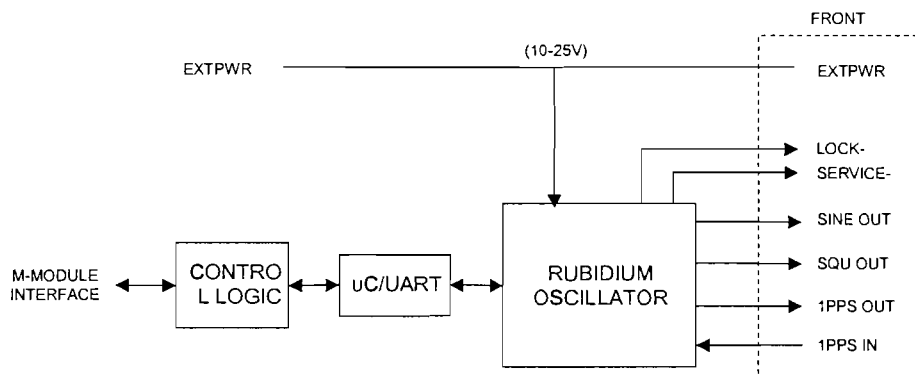 FRONT
(10-25V)
EXTPWR
EXTPWR
LOCK-
SERVICE-
SINE OUT
M-MODULE
INTERFACE
CONTRO
L LOGIC
uC/UART
RUBIDIUM
OSCILLATOR
SQU OUT
1PPS OUT
1PPS IN